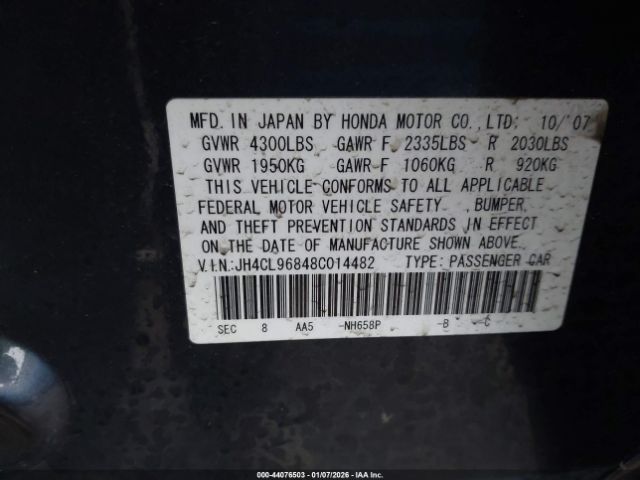 MFD. IN JAPAN BY HONDA MOTOR CO.,LTD. 10/'07
GVWR 4300LBS GAWR F 2335LBS R 2030LBS
GVWR 1950KG GAWR-F 1060KG R 920KG
THIS VEHICLE CONFORMS TO ALL APPLICABLE
FEDERAL MOTOR VEHICLE SAFETY ,BUMPER,
AND THEFT PREVENTION STANDARDS IN EFFECT
ON THE DATE OF MANUFACTURE SHOWN ABOVE.
V.I.N:JH4CL96848C014482 TYPE: PASSENGER CAR
SEC 8 AA5 -NH658P -B -C
000-44076503 - 01/07/2026 - © IAA Inc.